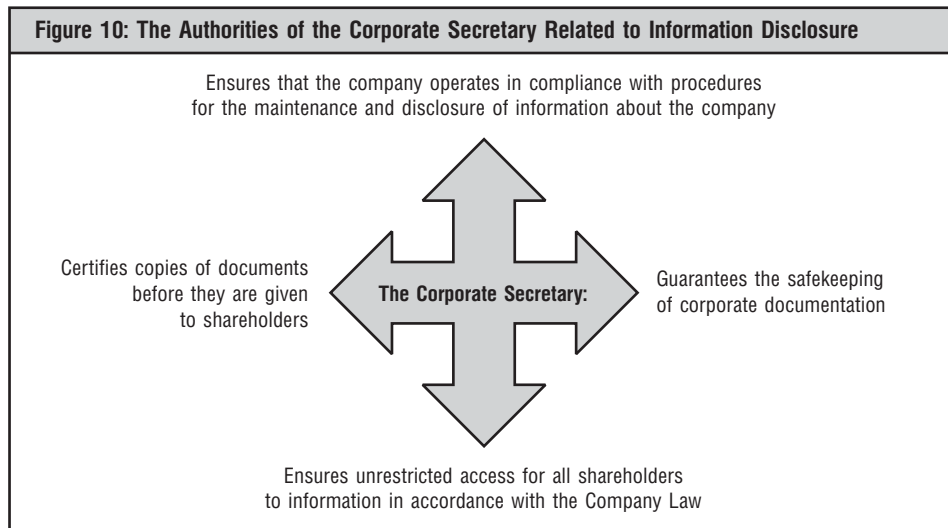 Figure 10: The Authorities of the Corporate Secretary Related to Information Disclosure
Ensures that the company operates in compliance with procedures
for the maintenance and disclosure of information about the company
Certifies copies of documents
before they are given
to shareholders
The Corporate Secretary:
Guarantees the safekeeping
of corporate documentation
Ensures unrestricted access for all shareholders
to information in accordance with the Company Law